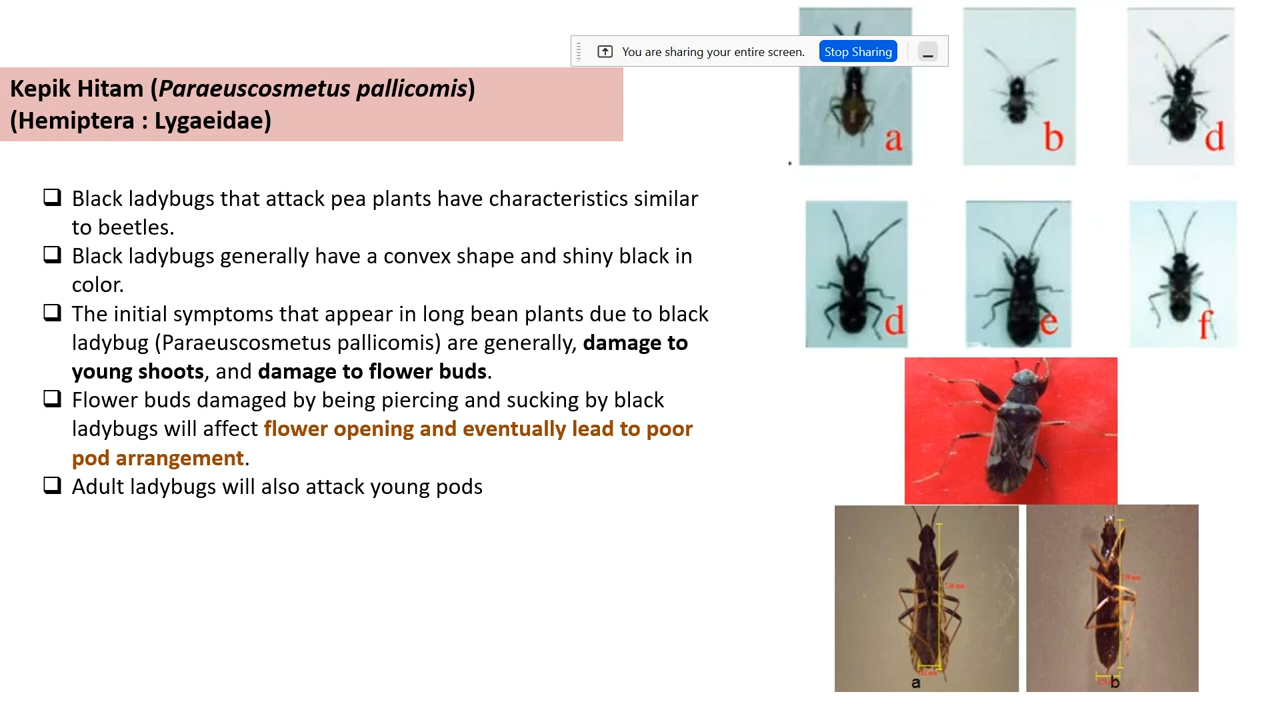 You are sharing your entire screen. Stop Sharing
Kepik Hitam (Paraeuscosmetus pallicomis)
(Hemiptera : Lygaeidae)
Black ladybugs that attack pea plants have characteristics similar
to beetles.
Black ladybugs generally have a convex shape and shiny black in
color.
The initial symptoms that appear in long bean plants due to black
ladybug (Paraeuscosmetus pallicomis) are generally, damage to
young shoots, and damage to flower buds.
Flower buds damaged by being piercing and sucking by black
ladybugs will affect flower opening and eventually lead to poor
pod arrangement.
Adult ladybugs will also attack young pods
a b d
d e f
a b